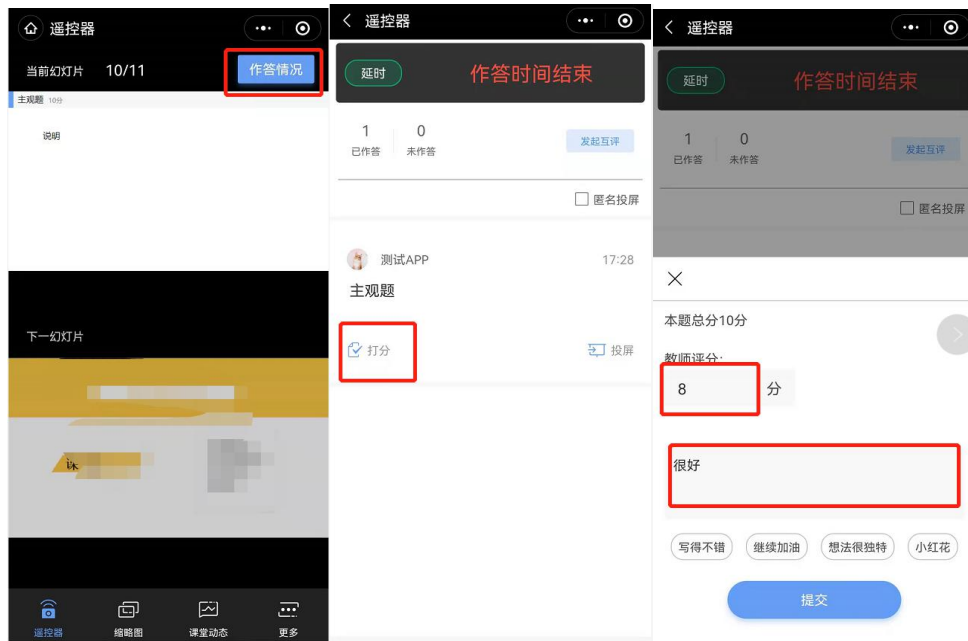 遥控器
当前幻灯片 10/11 作答情况
主观题 10分
说明
下一幻灯片
课
遥控器 缩略图 课堂动态 更多
遥控器
延时 作答时间结束
1 0
已作答 未作答 发起互评
匿名投屏
测试APP 17:28
主观题
打分 投屏
遥控器
延时 作答时间结束
1 0
已作答 未作答 发起互评
匿名投屏
本题总分10分
教师评分:
8 分
很好
写得不错 继续加油 想法很独特 小红花
提交